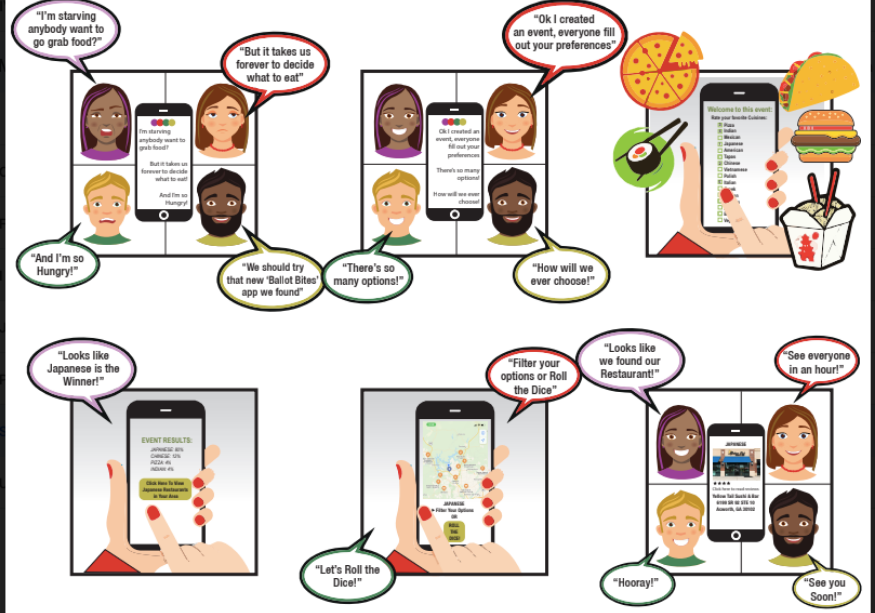 “I’m starving
anybody want to
go grab food?”
“But it takes us
forever to decide
what to eat”
I'm starving
anybody want to
grab food?
But it takes us
forever to decide
what to eat!
And I'm so
Hungry!
“And I’m so
Hungry!”
“We should try
that new ‘Ballot Bites’
app we found”
“Ok I created
an event, everyone fill
out your preferences”
Ok I created an
event, everyone
fill out your
preferences
There's so many
options!
How will we ever
choose!
“There’s so
many options!”
“How will we
ever choose!”
Welcome to this event:
Rate your favorite Cuisines:
Pizza
Indian
Mexican
Japanese
American
Tapas
Chinese
Vietnamese
Italian
“Looks like
Japanese is the
Winner!”
EVENT RESULTS:
CHINESE: 12%
PIZZA: 4%
INDIAN: 4%
Click Here To View
Japanese Restaurants
in Your Area
“Filter your
options or Roll
the Dice”
JAPANESE
Filter Your Options
OR
ROLL
THE
DICE!
“Let’s Roll the
Dice!”
“Looks like
we found our
Restaurant!”
“See everyone
in an hour!”
JAPANESE
Click here to read reviews
Yellow Tail Sushi & Bar
Acworth, GA 30102
“Hooray!”
“See you
Soon!”